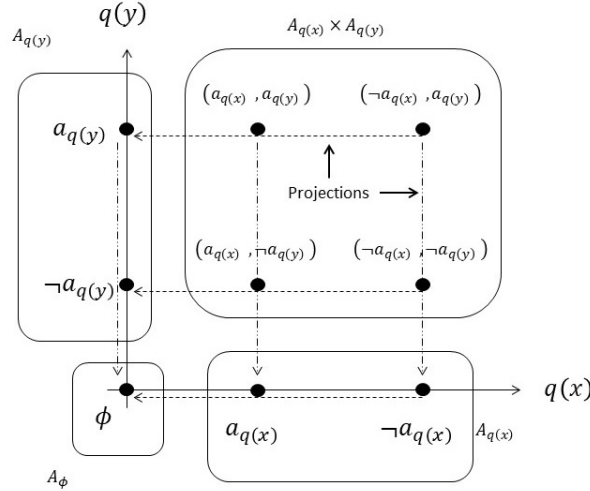 q(y)
A_{q(y)}
A_{q(x)} × A_{q(y)}
(a_{q(x)} , a_{q(y)} ) (¬a_{q(x)} , a_{q(y)} )
a_{q(y)}
Projections
(a_{q(x)} , ¬a_{q(y)} ) (¬a_{q(x)} , ¬a_{q(y)} )
¬a_{q(y)}
q(x)
ϕ
a_{q(x)} ¬a_{q(x)} A_{q(x)}
A_ϕ